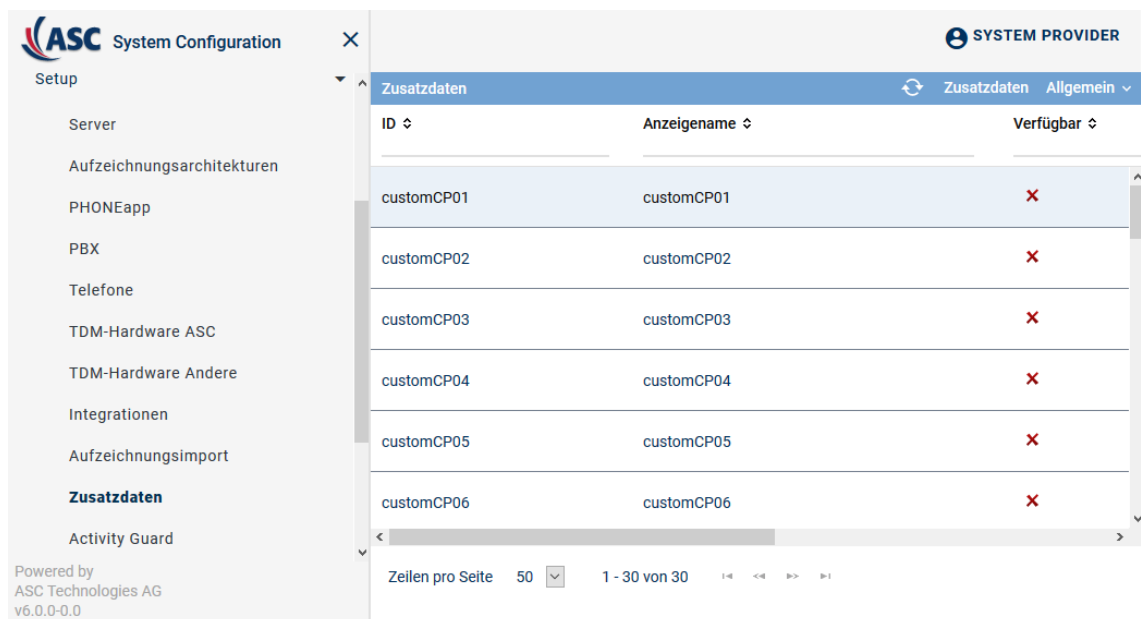 ASC System Configuration
SYSTEM PROVIDER
Setup
Server
Aufzeichnungsarchitekturen
PHONEapp
PBX
Telefone
TDM-Hardware ASC
TDM-Hardware Andere
Integrationen
Aufzeichnungsimport
Zusatzdaten
Activity Guard
Powered by
ASC Technologies AG
v6.0.0-0.0
Zusatzdaten Zusatzdaten Allgemein
ID Anzeigename Verfügbar
customCP01 customCP01
customCP02 customCP02
customCP03 customCP03
customCP04 customCP04
customCP05 customCP05
customCP06 customCP06
Zeilen pro Seite 50 1 - 30 von 30